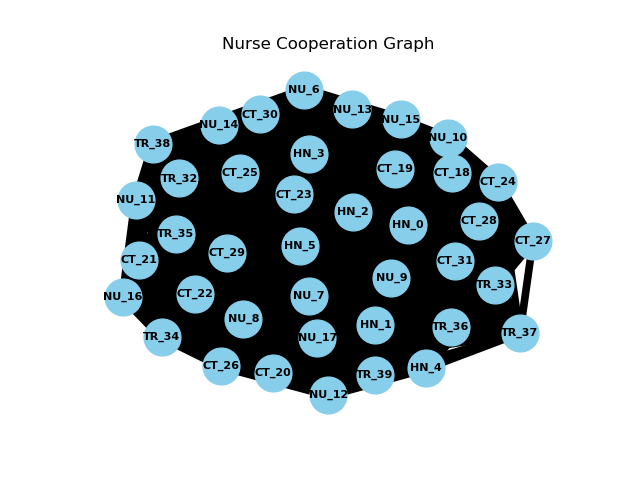 Nurse Cooperation Graph
NU_6
NU_13
CT_30
NU_15
NU_14
NU_10
TR_38
HN_3
CT_19
CT_25
CT_18
TR_32
CT_24
CT_23
NU_11
HN_2
CT_28
HN_0
TR_35
CT_27
HN_5
CT_29
CT_21
CT_31
NU_9
TR_33
CT_22
NU_7
NU_16
NU_8
HN_1
TR_36
TR_37
TR_34
NU_17
CT_26
HN_4
CT_20
TR_39
NU_12